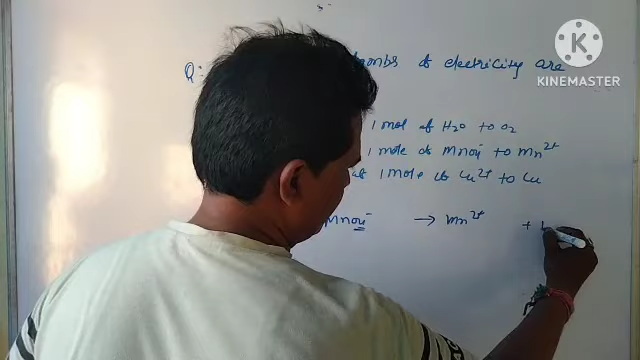 KINEMASTER
Q: of electricity are
1 mol of H₂O to O₂
1 mole of MnO₄⁻ to Mn²⁺
of 1 mole of Cu²⁺ to Cu
MnO₄⁻ → Mn²⁺ +